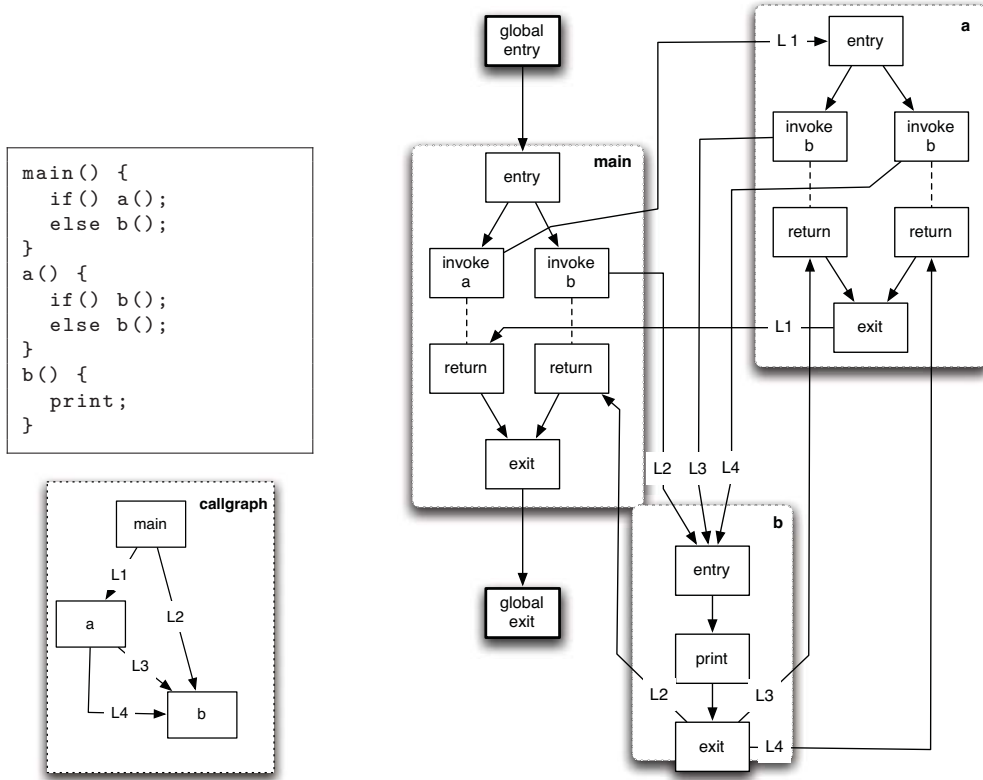 main() {
if() a();
else b();
}
a() {
if() b();
else b();
}
b() {
print;
}
callgraph
main
L1
L2
a
L3
L4
b
global
entry
main
entry
invoke
a
invoke
b
return
return
exit
global
exit
a
L 1
entry
invoke
b
invoke
b
return
return
L1
exit
L2
L3
L4
b
entry
print
L2
L3
exit
L4